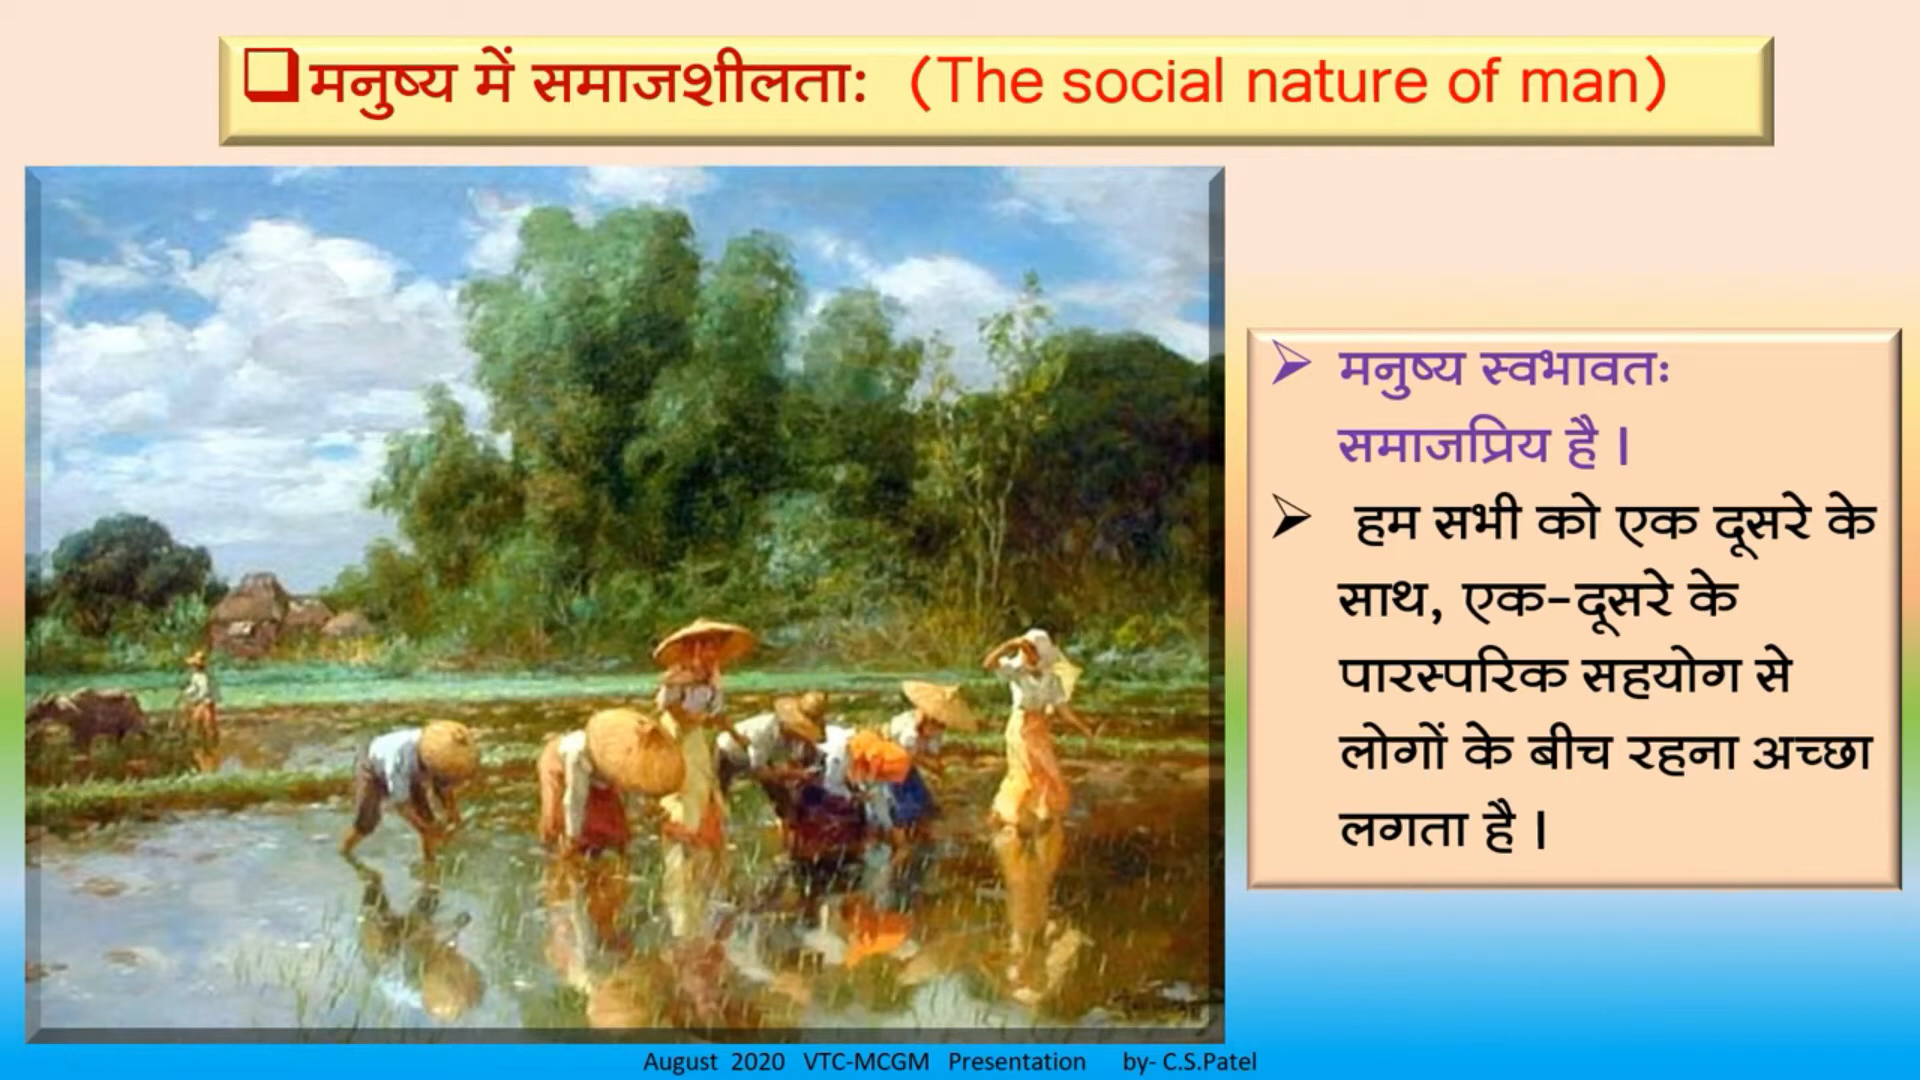 मनुष्य में समाजशीलता: (The social nature of man)
मनुष्य स्वभावतः
समाजप्रिय है ।
हम सभी को एक दूसरे के
साथ, एक-दूसरे के
पारस्परिक सहयोग से
लोगों के बीच रहना अच्छा
लगता है ।
August 2020 VTC-MCGM Presentation by- C.S.Patel